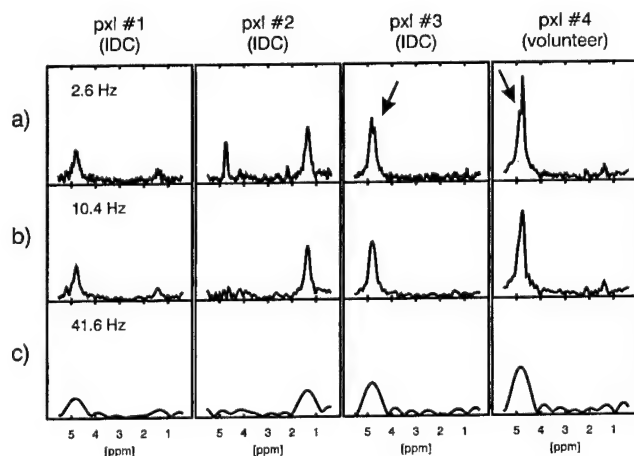 pxl #1 pxl #2 pxl #3 pxl #4
(IDC) (IDC) (IDC) (volunteer)
a) 2.6 Hz
b) 10.4 Hz
c) 41.6 Hz
5 4 3 2 1 5 4 3 2 1 5 4 3 2 1 5 4 3 2 1
[ppm] [ppm] [ppm] [ppm]